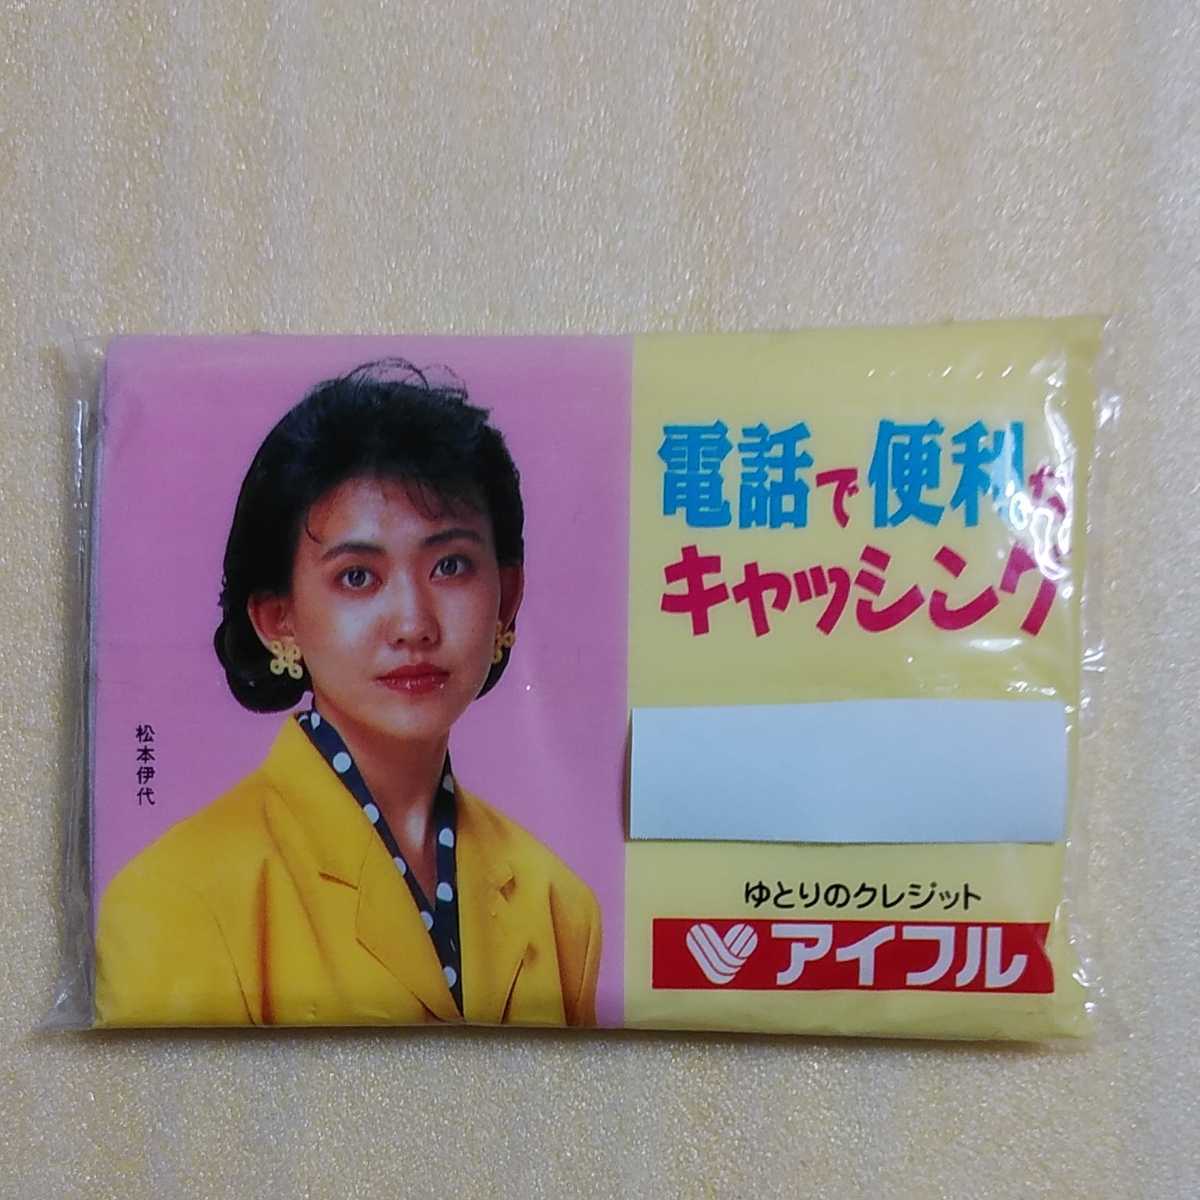 電話で便利な
キャッシング
松本伊代
ゆとりのクレジット
アイフル